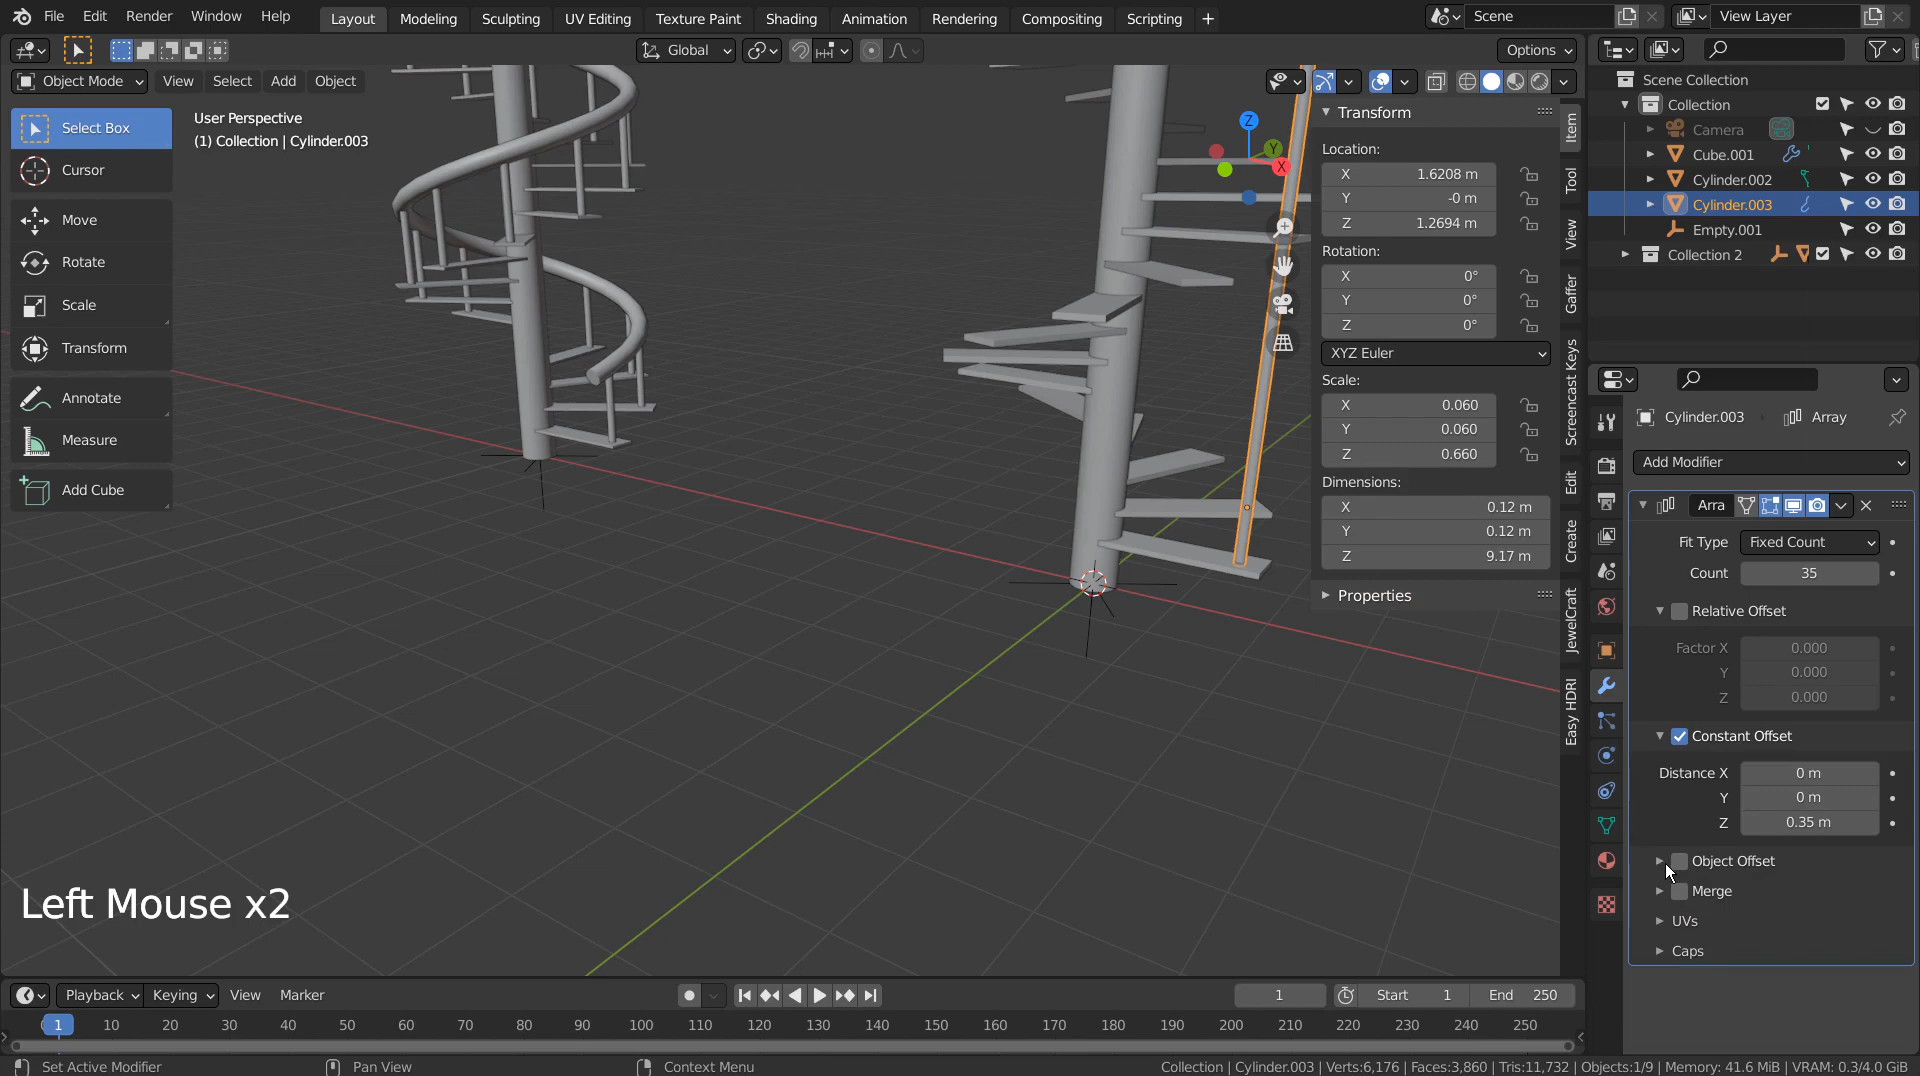 File Edit Render Window Help Layout Modeling Sculpting UV Editing Texture Paint Shading Animation Rendering Compositing Scripting + Scene View Layer
Global Options
Object Mode View Select Add Object
Select Box
Cursor
Move
Rotate
Scale
Transform
Annotate
Measure
Add Cube
User Perspective
(1) Collection | Cylinder.003
Z
Y
X
Transform
Location:
X 1.6208 m
Y -0 m
Z 1.2694 m
Rotation:
X 0°
Y 0°
Z 0°
XYZ Euler
Scale:
X 0.060
Y 0.060
Z 0.660
Dimensions:
X 0.12 m
Y 0.12 m
Z 9.17 m
Properties
Item
Tool
View
Gaffer
Screencast Keys
Edit
Create
JewelCraft
Easy HDRI
Scene Collection
Collection
Camera
Cube.001
Cylinder.002
Cylinder.003
Empty.001
Collection 2
Cylinder.003 Array
Add Modifier
Arra
Fit Type Fixed Count
Count 35
Relative Offset
Factor X 0.000
Y 0.000
Z 0.000
Constant Offset
Distance X 0 m
Y 0 m
Z 0.35 m
Object Offset
Merge
UVs
Caps
Left Mouse x2
Playback Keying View Marker 1 Start 1 End 250
1 10 20 30 40 50 60 70 80 90 100 110 120 130 140 150 160 170 180 190 200 210 220 230 240 250
Set Active Modifier Pan View Context Menu Collection | Cylinder.003 | Verts:6,176 | Faces:3,860 | Tris:11,732 | Objects:1/9 | Memory: 41.6 MiB | VRAM: 0.3/4.0 GiB